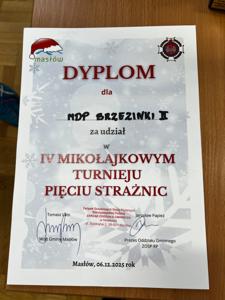 masłów
DYPLOM
dla
MDP BRZEZINKI II
za udział
w
IV MIKOŁAJKOWYM
TURNIEJU
PIĘCIU STRAŻNIC
Tomasz Lato
Wójt Gminy Masłów
Jarosław Papież
Prezes Oddziału Gminnego
ZOSP RP
Masłów, 06.12.2025 rok